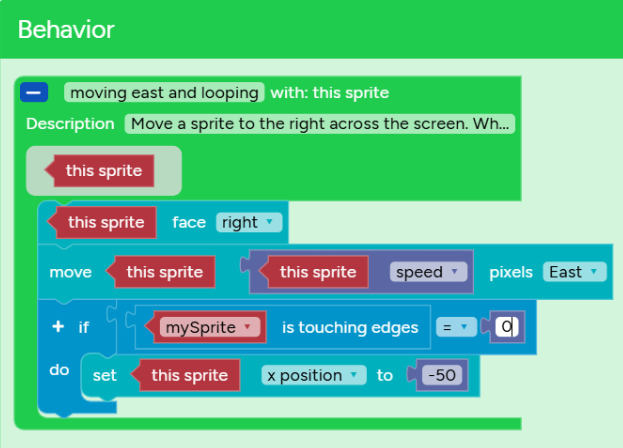 Behavior
moving east and looping with: this sprite
Description Move a sprite to the right across the screen. Wh...
this sprite
this sprite face right
move this sprite this sprite speed pixels East
+ if mySprite is touching edges = 0
do set this sprite x position to -50